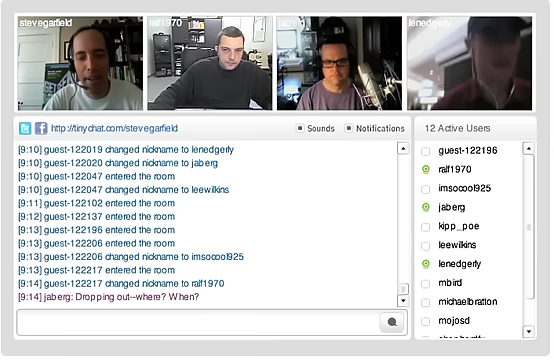 stevegarfield
ralf1970
jaberg
lenedgerly
http://tinychat.com/stevegarfield
Sounds
Notifications
12 Active Users
[9:10] guest-122019 changed nickname to lenedgerly
[9:10] guest-122020 changed nickname to jaberg
[9:10] guest-122047 entered the room
[9:10] guest-122047 changed nickname to leewilkins
[9:11] guest-122102 entered the room
[9:12] guest-122137 entered the room
[9:13] guest-122196 entered the room
[9:13] guest-122206 entered the room
[9:13] guest-122206 changed nickname to imsocool925
[9:13] guest-122217 entered the room
[9:14] guest-122217 changed nickname to ralf1970
[9:14] jaberg: Dropping out--where? When?
guest-122196
ralf1970
imsocool925
jaberg
kipp_poe
leewilkins
lenedgerly
mbird
michaelbratton
mojosd